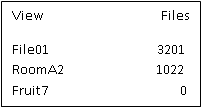 View Files
File01 3201
RoomA2 1022
Fruit7 0